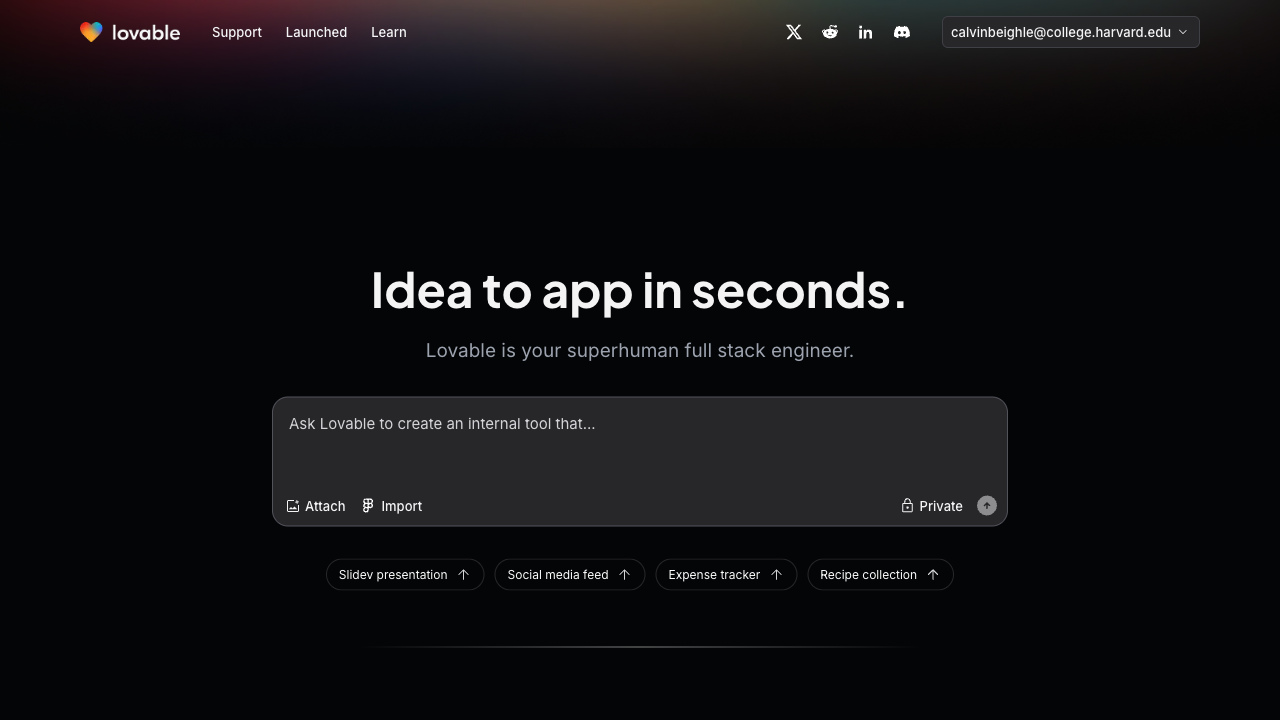 lovable
Support
Launched
Learn
calvinbeighle@college.harvard.edu
Idea to app in seconds.
Lovable is your superhuman full stack engineer.
Ask Lovable to create an internal tool that...
Attach
Import
Private
Slidev presentation
Social media feed
Expense tracker
Recipe collection